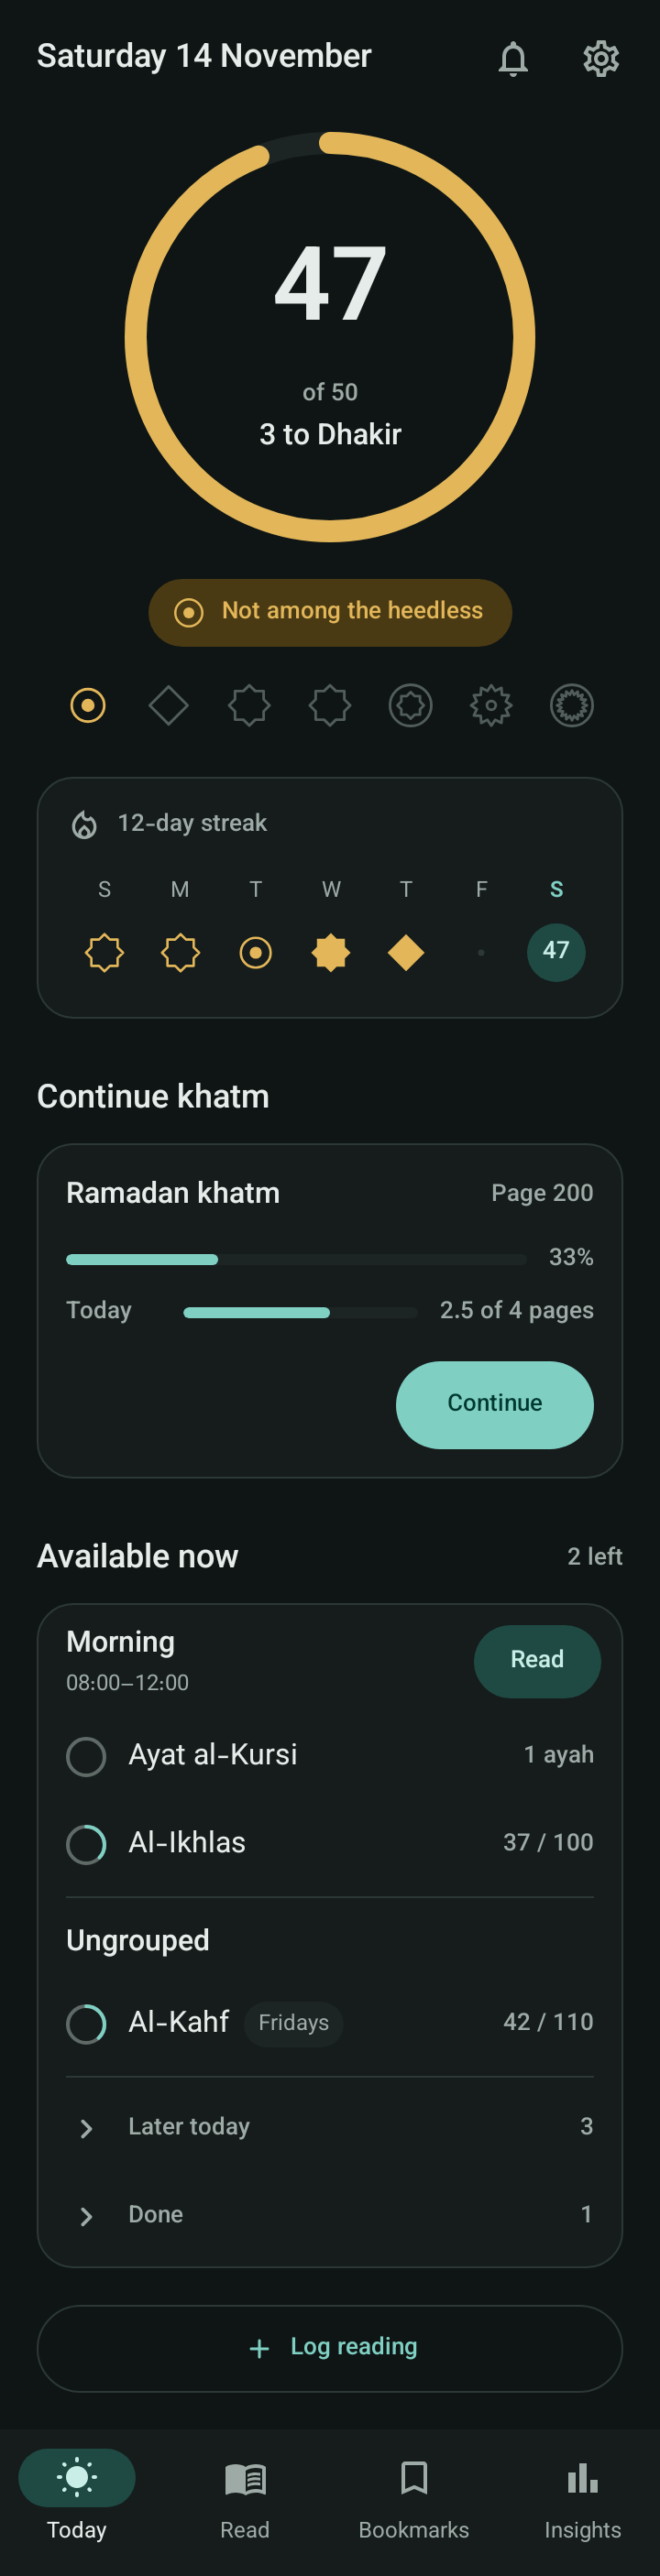 Saturday 14 November
47
of 50
3 to Dhakir
Not among the heedless
12-day streak
S M T W T F S
47
Continue khatm
Ramadan khatm Page 200
33%
Today 2.5 of 4 pages
Continue
Available now 2 left
Morning Read
08:00–12:00
Ayat al-Kursi 1 ayah
Al-Ikhlas 37 / 100
Ungrouped
Al-Kahf Fridays 42 / 110
Later today 3
Done 1
+ Log reading
Today Read Bookmarks Insights